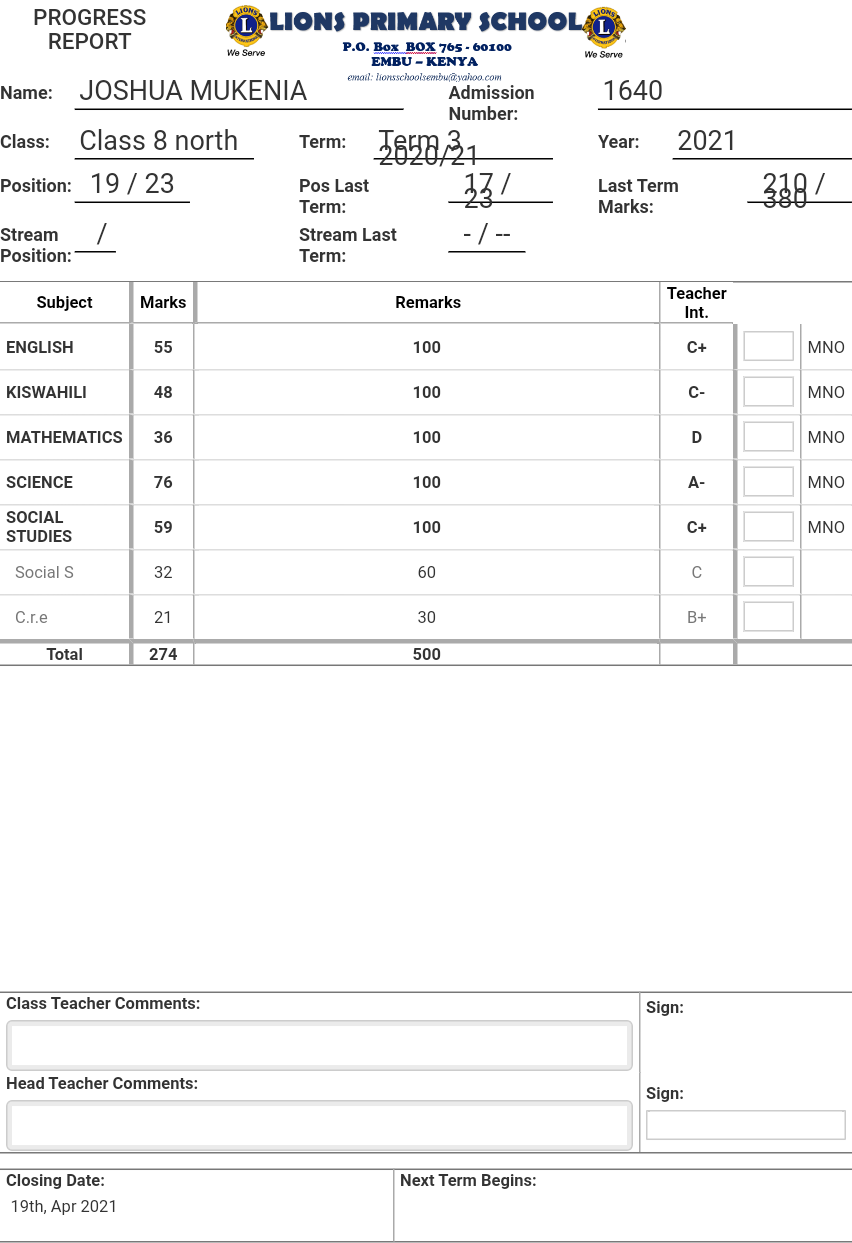 PROGRESS REPORT
LIONS PRIMARY SCHOOL
We Serve
We Serve
P.O. Box BOX 765 - 60100
EMBU – KENYA
email: lionsschoolsembu@yahoo.com
Name: JOSHUA MUKENIA Admission Number: 1640
Class: Class 8 north Term: Term 3 2020/21 Year: 2021
Position: 19 / 23 Pos Last Term: 17 / 23 Last Term Marks: 210 / 380
Stream Position: / Stream Last Term: - / --
Subject Marks Remarks Teacher Int.
ENGLISH 55 100 C+ MNO
KISWAHILI 48 100 C- MNO
MATHEMATICS 36 100 D MNO
SCIENCE 76 100 A- MNO
SOCIAL STUDIES 59 100 C+ MNO
Social S 32 60 C
C.r.e 21 30 B+
Total 274 500
Class Teacher Comments: Sign:
Head Teacher Comments: Sign:
Closing Date: Next Term Begins:
19th, Apr 2021